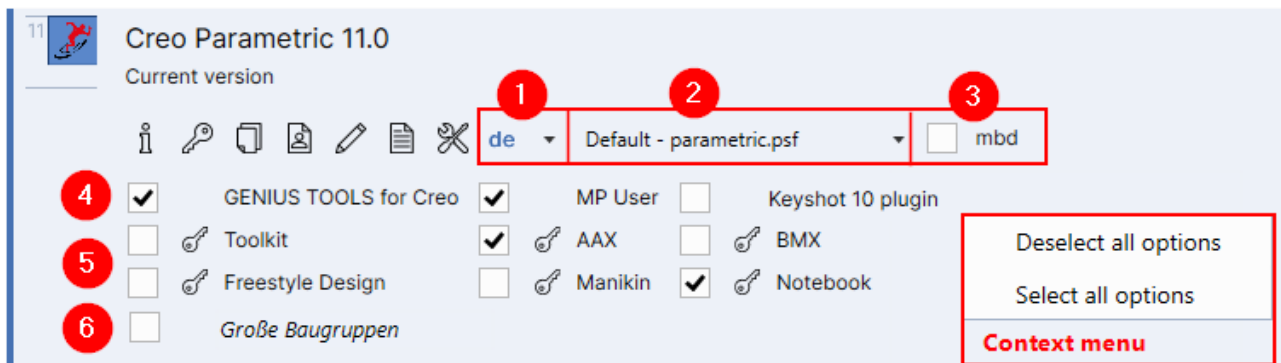 11
Creo Parametric 11.0
Current version
1 2 3
de Default - parametric.psf mbd
4 GENIUS TOOLS for Creo MP User Keyshot 10 plugin
Toolkit AAX BMX
5
Freestyle Design Manikin Notebook
6 Große Baugruppen
Deselect all options
Select all options
Context menu